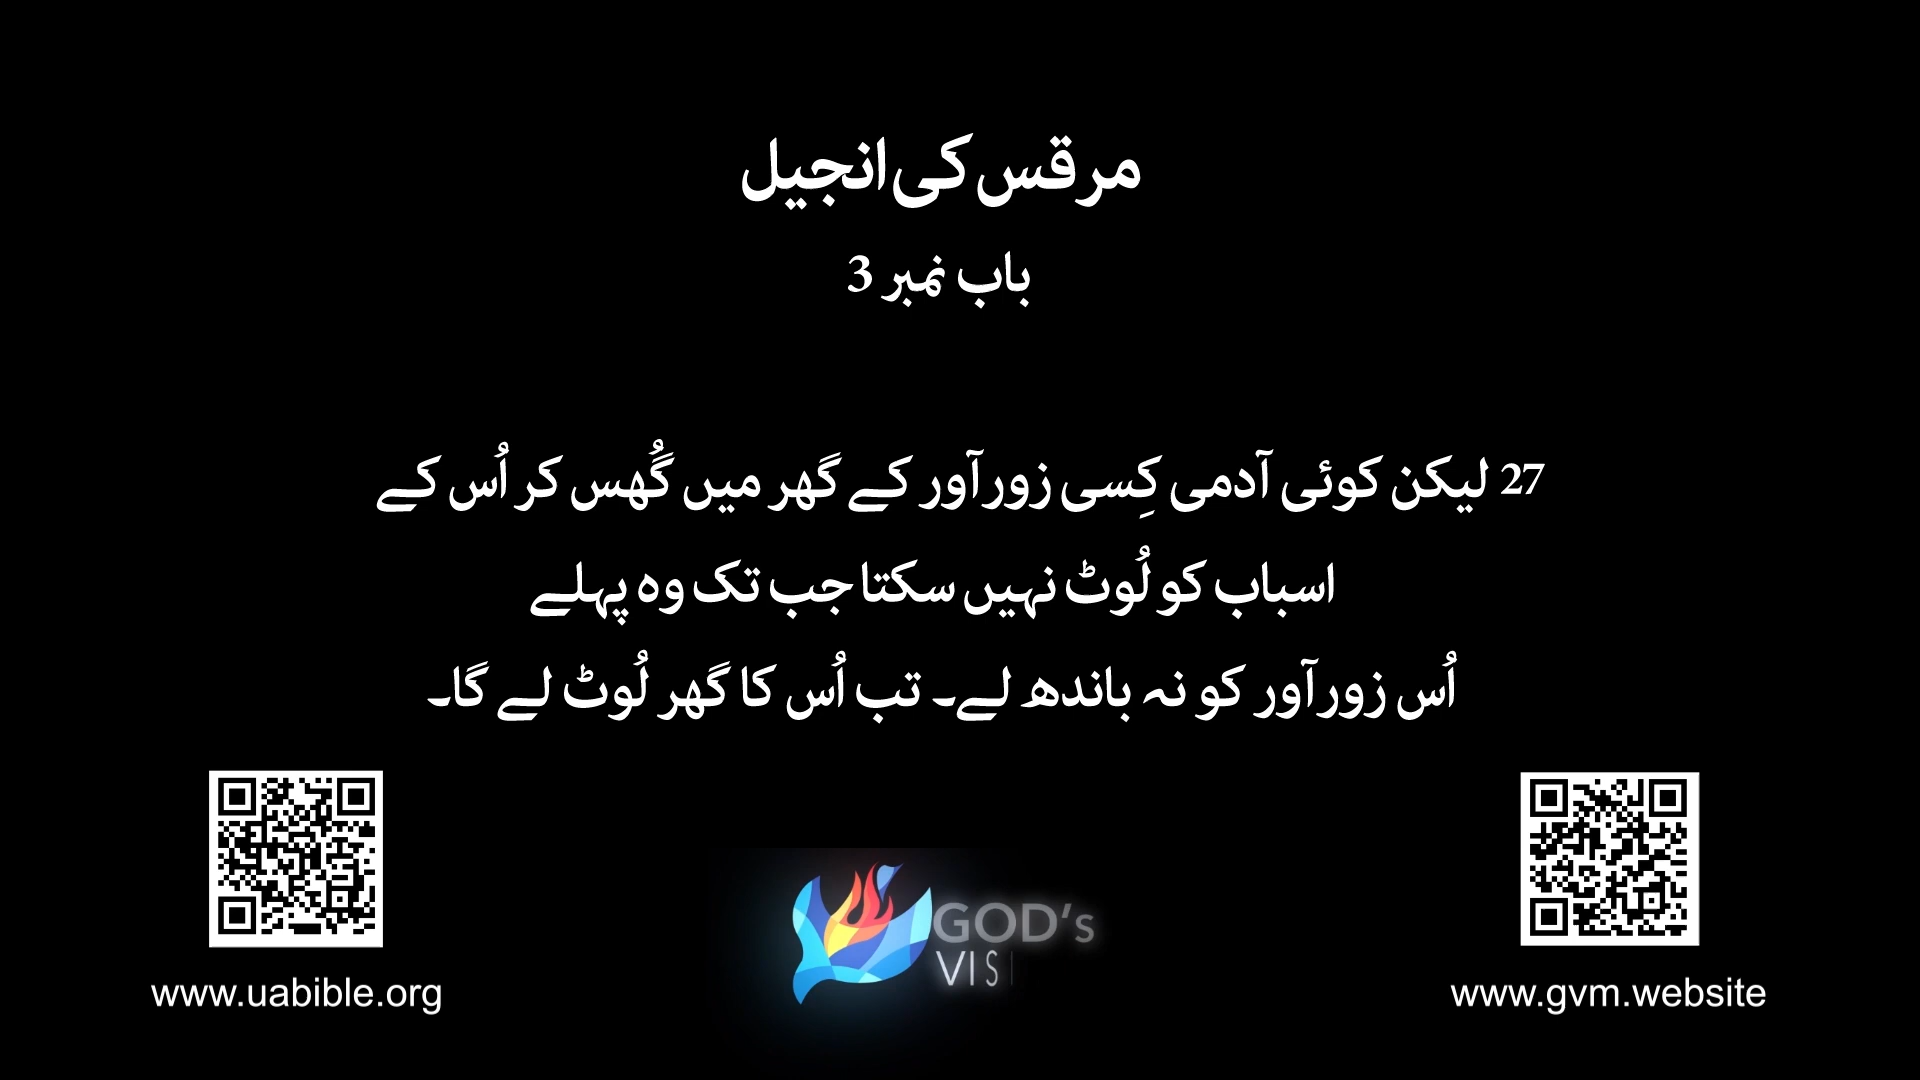 مرقس کی انجیل
باب نمبر 3
27 لیکن کوئی آدمی کِسی زورآور کے گھر میں گُھس کر اُس کے
اسباب کو لُوٹ نہیں سکتا جب تک وہ پہلے
اُس زورآور کو نہ باندھ لے۔ تب اُس کا گھر لُوٹ لے گا۔
GOD's
VIS
www.uabible.org
www.gvm.website